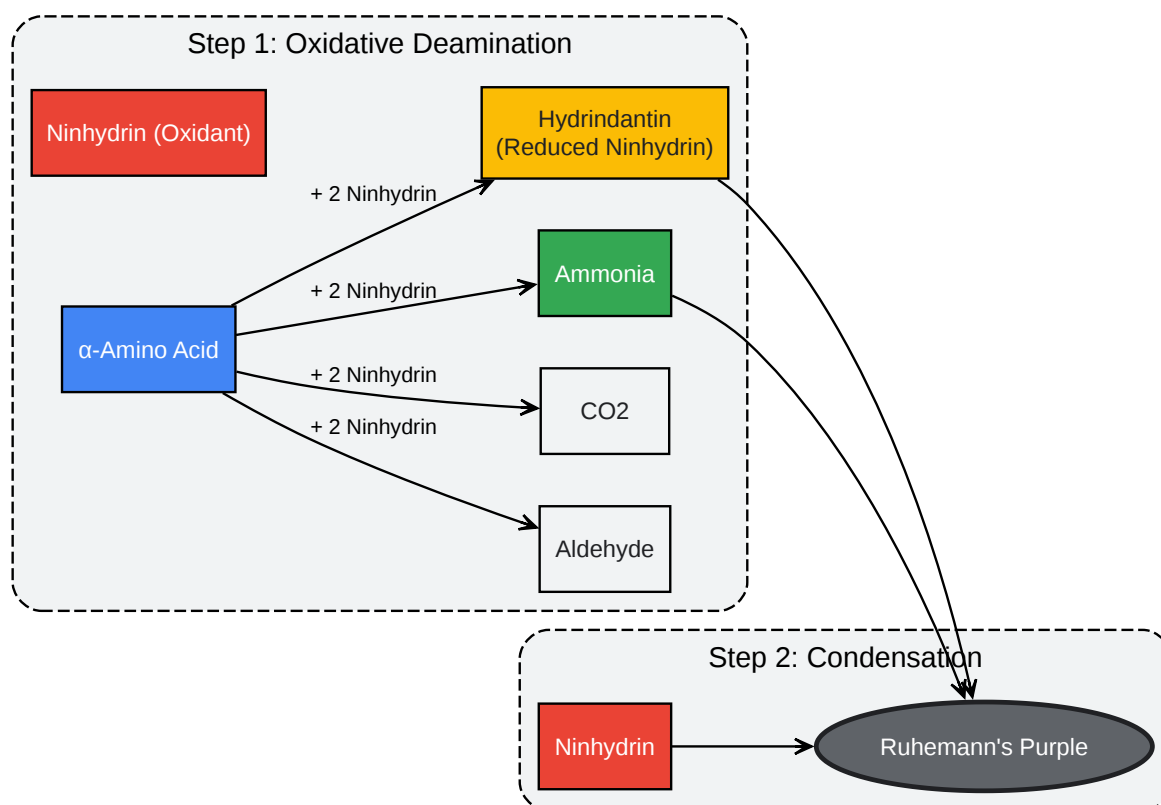 Step 1: Oxidative Deamination
Ninhydrin (Oxidant)
Hydrindantin
(Reduced Ninhydrin)
+ 2 Ninhydrin
Ammonia
+ 2 Ninhydrin
α-Amino Acid
+ 2 Ninhydrin
CO2
+ 2 Ninhydrin
Aldehyde
Step 2: Condensation
Ninhydrin
Ruhemann's Purple